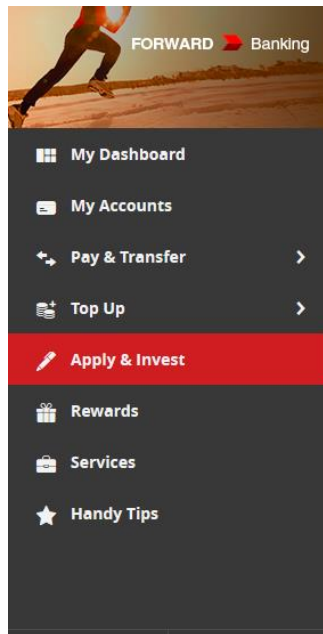 FORWARD Banking
My Dashboard
My Accounts
Pay & Transfer
Top Up
Apply & Invest
Rewards
Services
Handy Tips